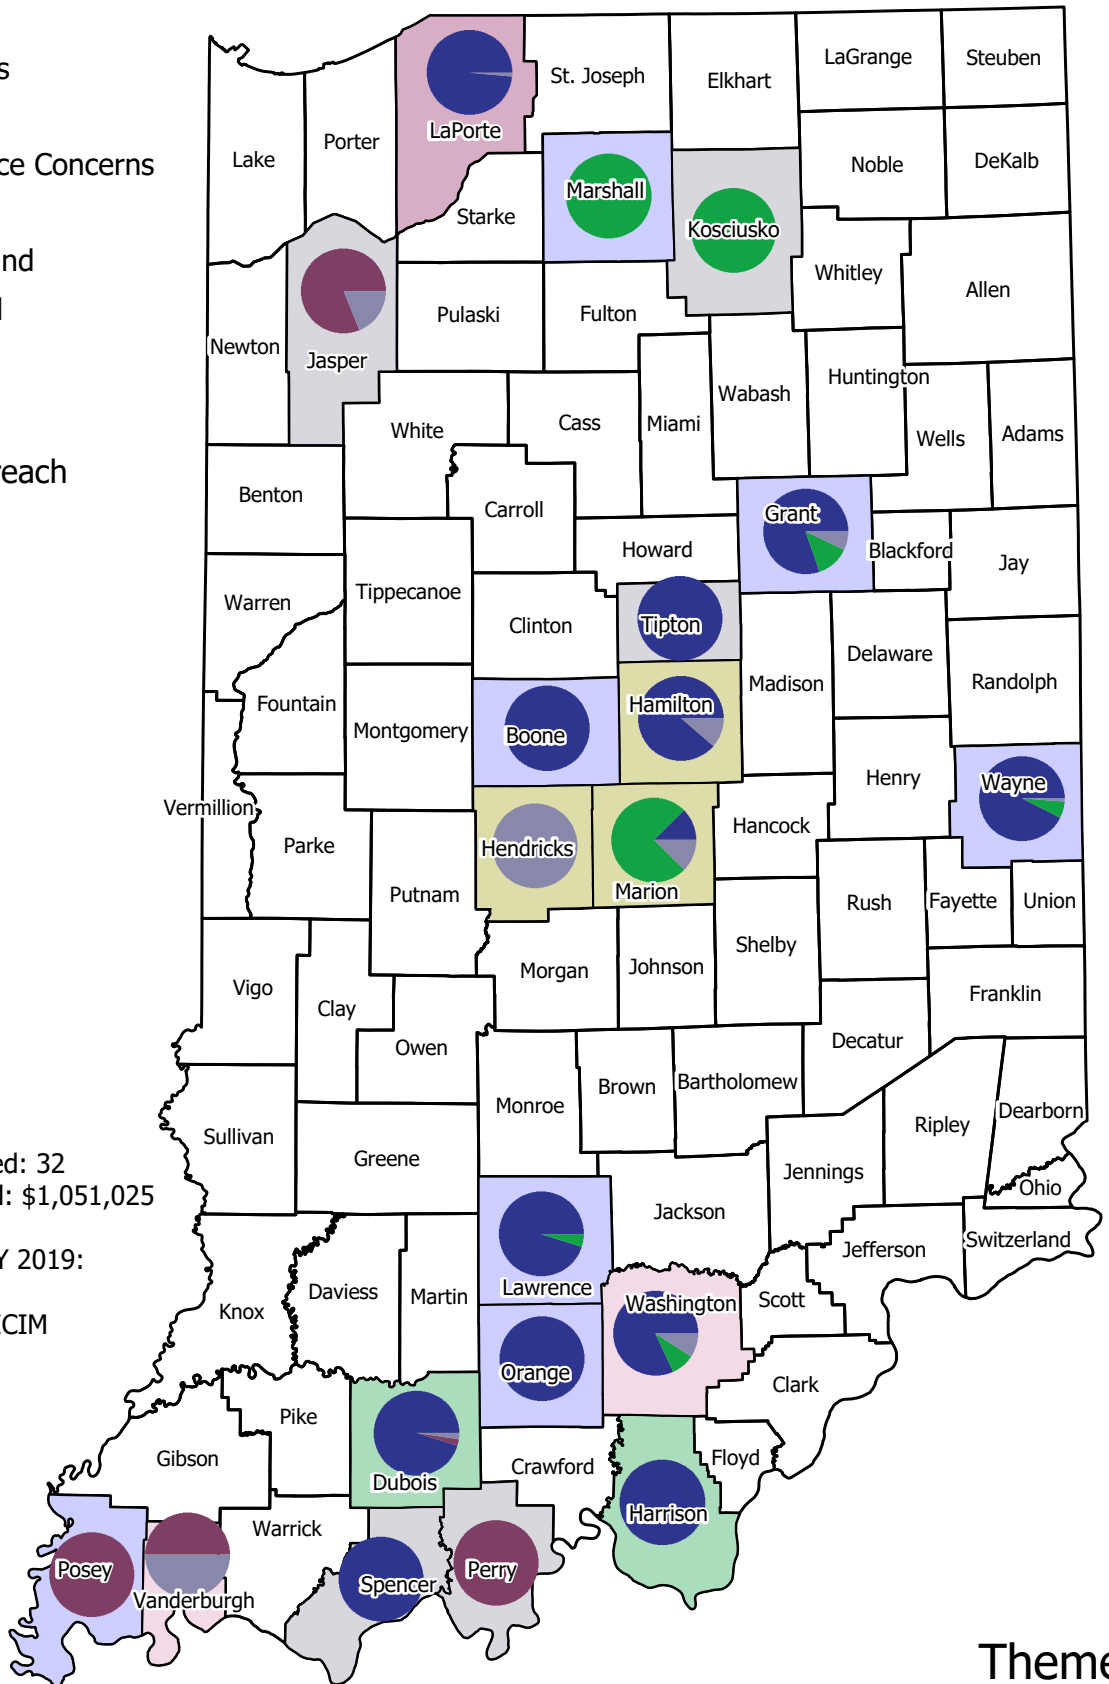 s
ce Concerns
nd
l
reach
ed: 32
l: $1,051,025
Y 2019:
CIM
LaPorte
St. Joseph
Elkhart
LaGrange
Steuben
Lake
Porter
Starke
Marshall
Kosciusko
Noble
DeKalb
Whitley
Allen
Newton
Jasper
Pulaski
Fulton
Wabash
Huntington
White
Cass
Miami
Wells
Adams
Benton
Carroll
Howard
Grant
Blackford
Jay
Warren
Tippecanoe
Clinton
Tipton
Delaware
Fountain
Montgomery
Boone
Hamilton
Madison
Randolph
Vermillion
Parke
Putnam
Hendricks
Marion
Hancock
Henry
Wayne
Rush
Fayette
Union
Vigo
Clay
Owen
Morgan
Johnson
Shelby
Franklin
Decatur
Sullivan
Greene
Monroe
Brown
Bartholomew
Jennings
Ripley
Dearborn
Ohio
Knox
Daviess
Martin
Lawrence
Jackson
Washington
Scott
Jefferson
Switzerland
Orange
Clark
Gibson
Pike
Dubois
Crawford
Harrison
Floyd
Posey
Vanderburgh
Warrick
Spencer
Perry
Theme